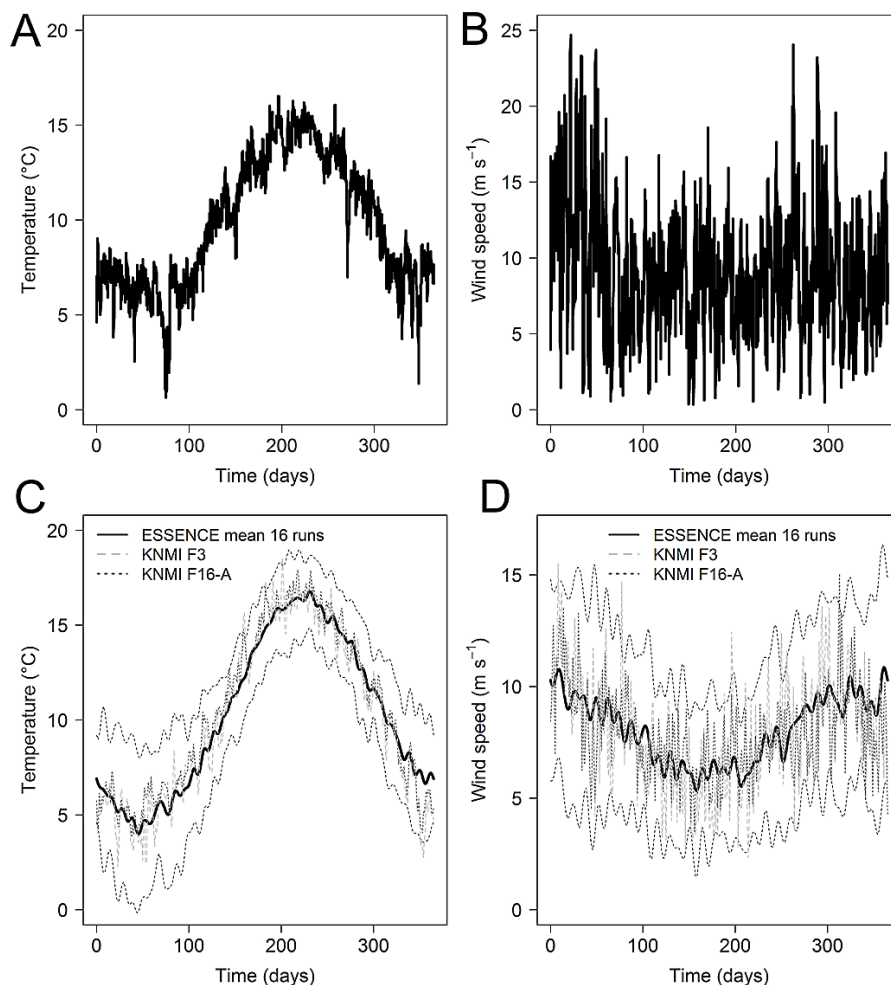 A
B
Temperature (°C)
20
15
10
5
0
0 100 200 300
Time (days)
Wind speed (m s⁻¹)
25
20
15
10
5
0
0 100 200 300
Time (days)
C
D
Temperature (°C)
20
15
10
5
0
ESSENCE mean 16 runs
KNMI F3
KNMI F16-A
0 100 200 300
Time (days)
Wind speed (m s⁻¹)
15
10
5
0
ESSENCE mean 16 runs
KNMI F3
KNMI F16-A
0 100 200 300
Time (days)